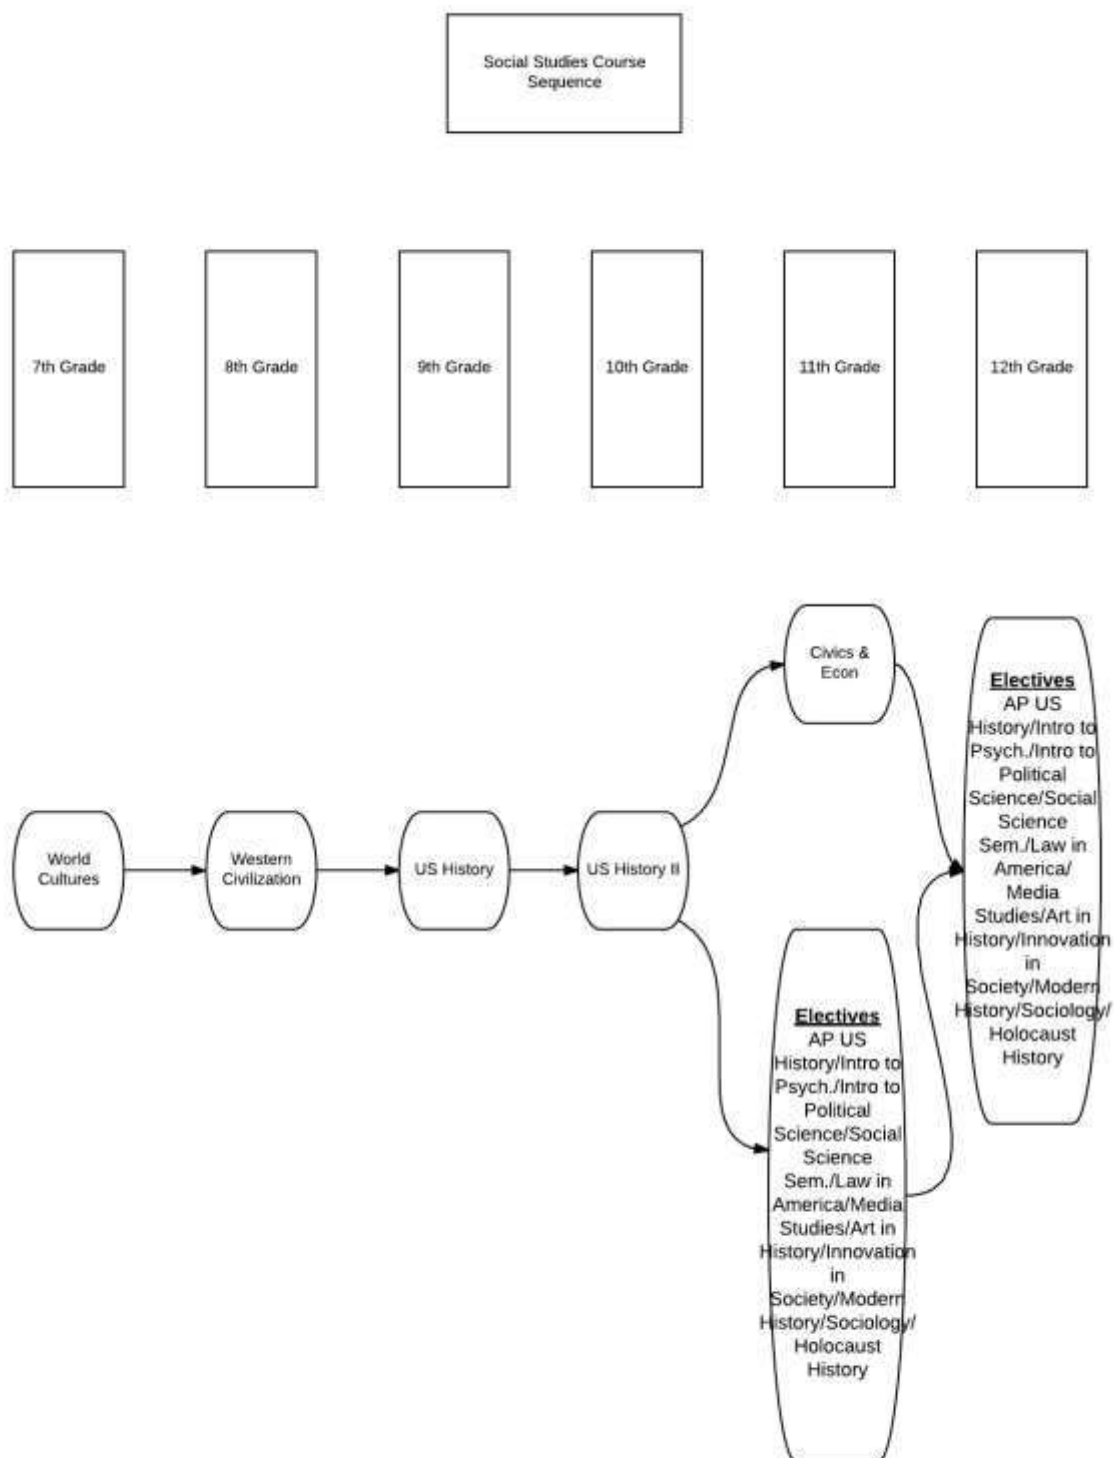 Social Studies Course
Sequence
7th Grade
8th Grade
9th Grade
10th Grade
11th Grade
12th Grade
World
Cultures
Western
Civilization
US History
US History II
Civics &
Econ
Electives
AP US
History/Intro to
Psych./Intro to
Political
Science/Social
Science
Sem./Law in
America/Media
Studies/Art in
History/Innovation
in
Society/Modern
History/Sociology/
Holocaust
History
Electives
AP US
History/Intro to
Psych./Intro to
Political
Science/Social
Science
Sem./Law in
America/
Media
Studies/Art in
History/Innovation
in
Society/Modern
History/Sociology/
Holocaust
History